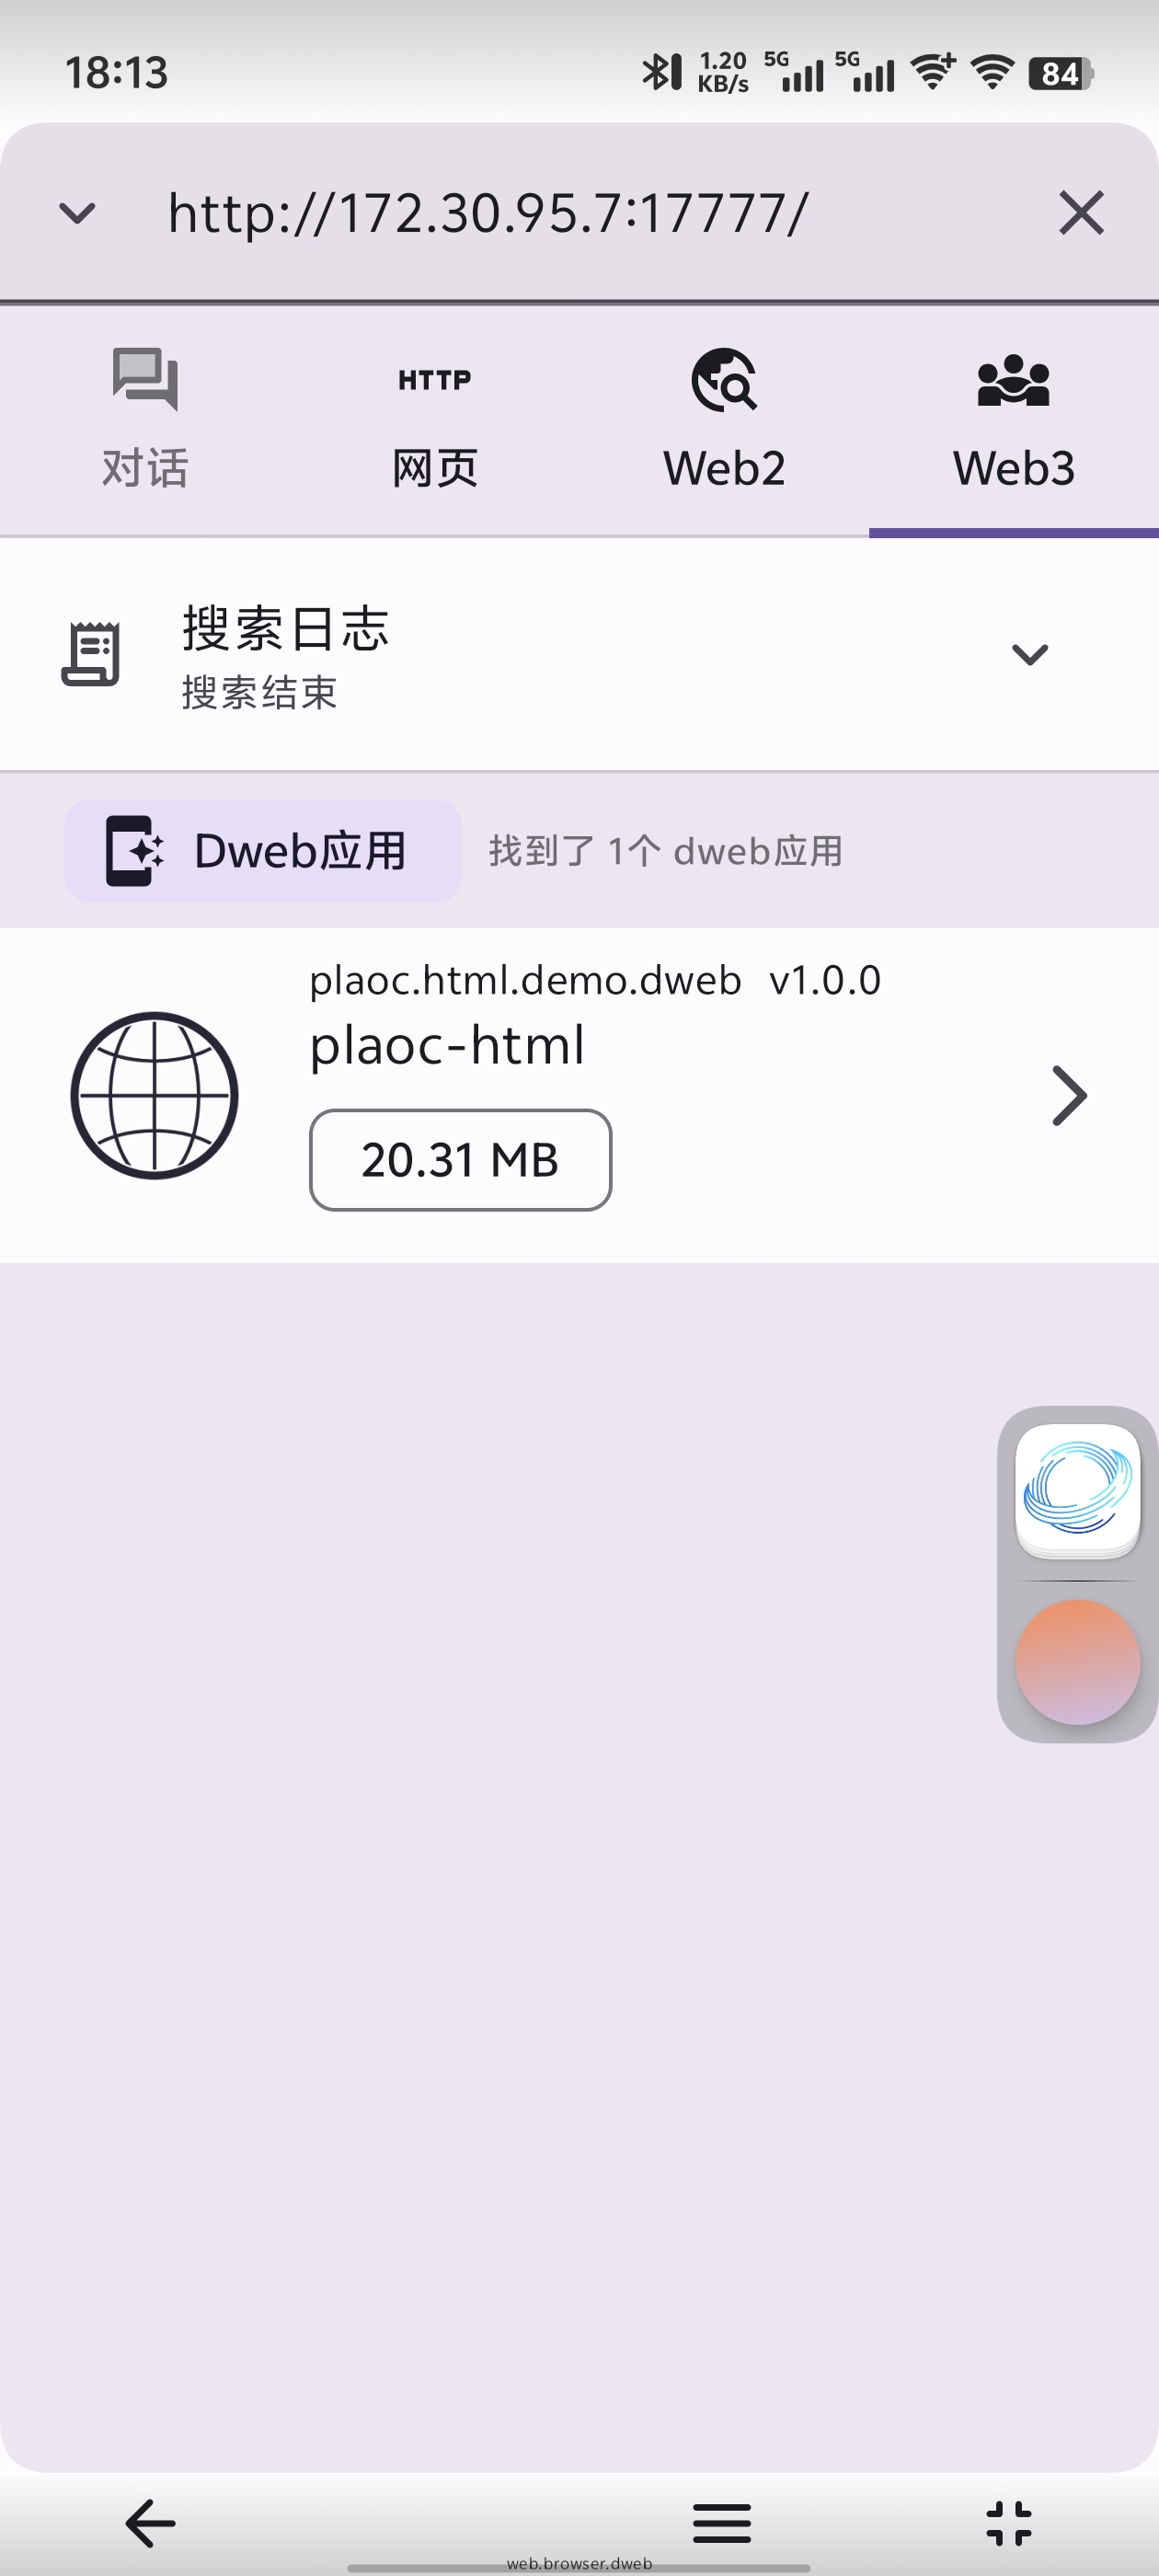 18:13
1.20
KB/s
5G
5G
84
http://172.30.95.7:17777/
HTTP
对话
网页
Web2
Web3
搜索日志
搜索结束
Dweb应用
找到了 1个 dweb应用
plaoc.html.demo.dweb v1.0.0
plaoc-html
20.31 MB
web.browser.dweb